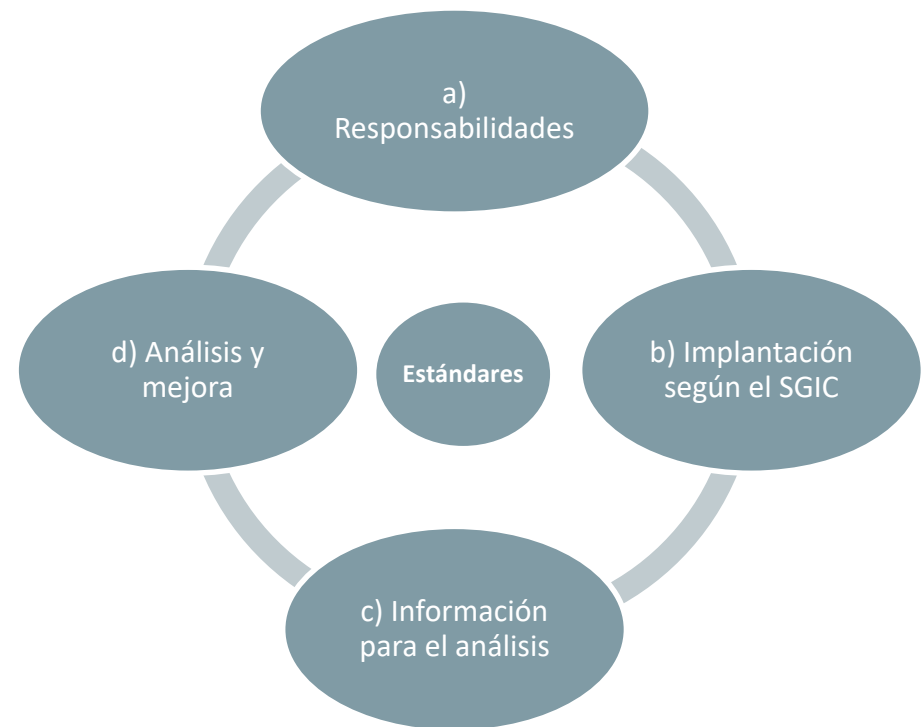 a)
Responsabilidades
d) Análisis y
mejora
Estándares
b) Implantación
según el SGIC
c) Información
para el análisis